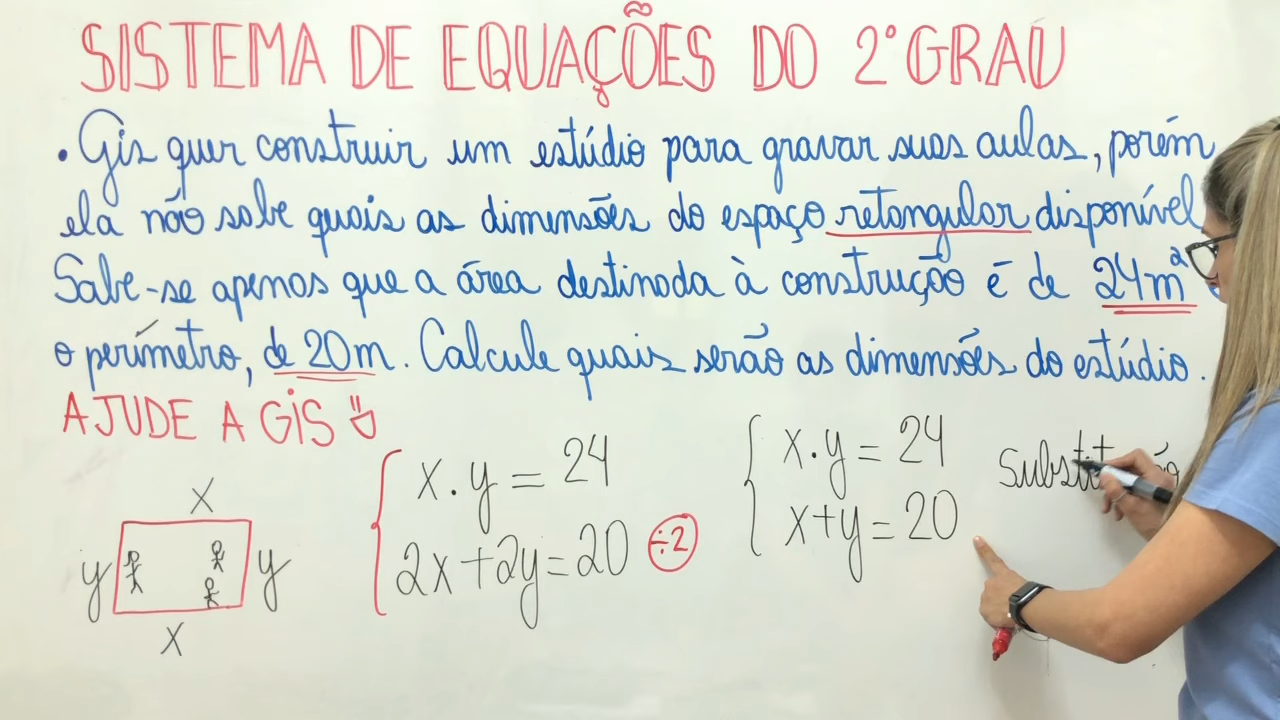 SISTEMA DE EQUAÇÕES DO 2° GRAU
• Gis quer construir um estúdio para gravar suas aulas, porém
ela não sabe quais as dimensões do espaço retangular disponível
Sabe-se apenas que a área destinada à construção é de 24m²
o perímetro, de 20m. Calcule quais serão as dimensões do estúdio.
AJUDE A GIS
x
y y
x
x.y = 24
2x+2y=20 ÷2
x.y = 24
x+y=20